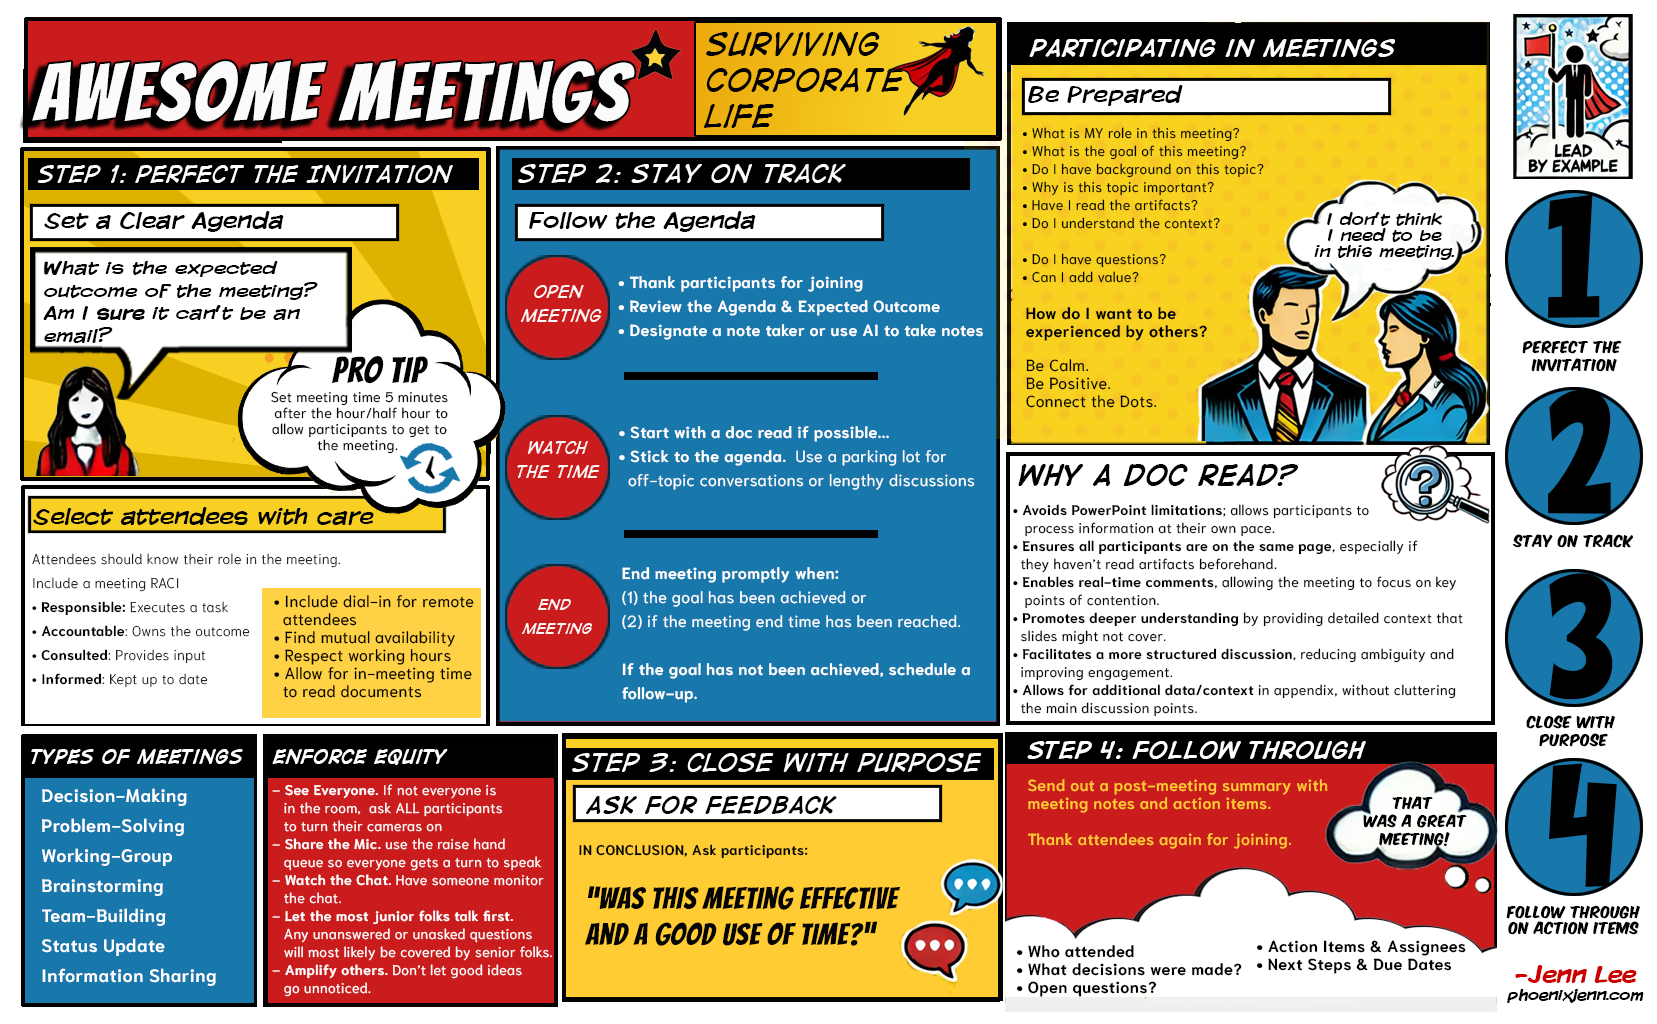 AWESOME MEETINGS
SURVIVING
CORPORATE
LIFE
STEP 1: PERFECT THE INVITATION
Set a Clear Agenda
What is the expected
outcome of the meeting?
Am I sure it can't be an
email?
PRO TIP
Set meeting time 5 minutes
after the hour/half hour to
allow participants to get to
the meeting.
Select attendees with care
Attendees should know their role in the meeting.
Include a meeting RACI
• Responsible: Executes a task
• Accountable: Owns the outcome
• Consulted: Provides input
• Informed: Kept up to date
• Include dial-in for remote
attendees
• Find mutual availability
• Respect working hours
• Allow for in-meeting time
to read documents
STEP 2: STAY ON TRACK
Follow the Agenda
OPEN
MEETING
• Thank participants for joining
• Review the Agenda & Expected Outcome
• Designate a note taker or use AI to take notes
WATCH
THE TIME
• Start with a doc read if possible...
• Stick to the agenda. Use a parking lot for
off-topic conversations or lengthy discussions
END
MEETING
End meeting promptly when:
(1) the goal has been achieved or
(2) if the meeting end time has been reached.
If the goal has not been achieved, schedule a
follow-up.
PARTICIPATING IN MEETINGS
Be Prepared
• What is MY role in this meeting?
• What is the goal of this meeting?
• Do I have background on this topic?
• Why is this topic important?
• Have I read the artifacts?
• Do I understand the context?
• Do I have questions?
• Can I add value?
How do I want to be
experienced by others?
Be Calm.
Be Positive.
Connect the Dots.
I don't think
I need to be
in this meeting.
WHY A DOC READ?
?
• Avoids PowerPoint limitations; allows participants to
process information at their own pace.
• Ensures all participants are on the same page, especially if
they haven't read artifacts beforehand.
• Enables real-time comments, allowing the meeting to focus on key
points of contention.
• Promotes deeper understanding by providing detailed context that
slides might not cover.
• Facilitates a more structured discussion, reducing ambiguity and
improving engagement.
• Allows for additional data/context in appendix, without cluttering
the main discussion points.
TYPES OF MEETINGS
Decision-Making
Problem-Solving
Working-Group
Brainstorming
Team-Building
Status Update
Information Sharing
ENFORCE EQUITY
– See Everyone. If not everyone is
in the room, ask ALL participants
to turn their cameras on
– Share the Mic. use the raise hand
queue so everyone gets a turn to speak
– Watch the Chat. Have someone monitor
the chat.
– Let the most junior folks talk first.
Any unanswered or unasked questions
will most likely be covered by senior folks.
– Amplify others. Don't let good ideas
go unnoticed.
STEP 3: CLOSE WITH PURPOSE
ASK FOR FEEDBACK
IN CONCLUSION, Ask participants:
"WAS THIS MEETING EFFECTIVE
AND A GOOD USE OF TIME?"
STEP 4: FOLLOW THROUGH
Send out a post-meeting summary with
meeting notes and action items.
Thank attendees again for joining.
THAT
WAS A GREAT
MEETING!
• Who attended
• What decisions were made?
• Open questions?
• Action Items & Assignees
• Next Steps & Due Dates
LEAD
BY EXAMPLE
1
PERFECT THE
INVITATION
2
STAY ON TRACK
3
CLOSE WITH
PURPOSE
4
FOLLOW THROUGH
ON ACTION ITEMS
-Jenn Lee
phoenixjenn.com